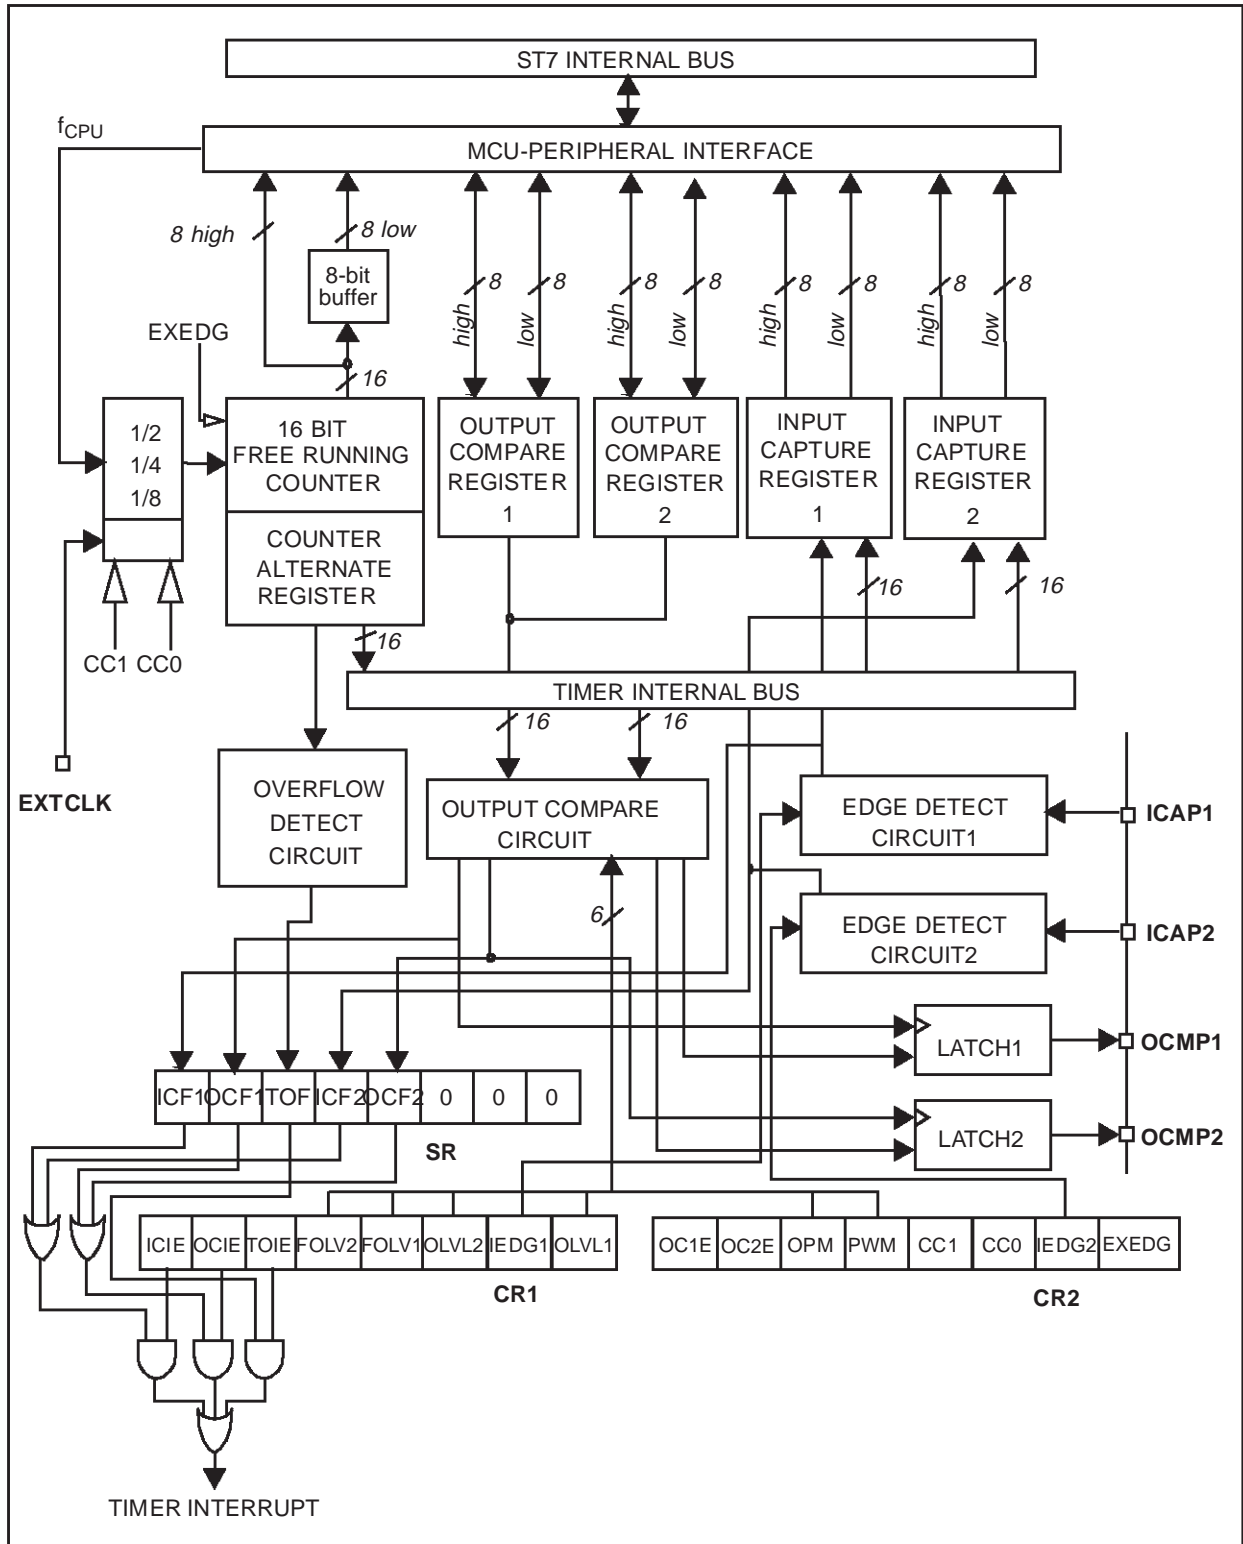 ST7 INTERNAL BUS
fCPU
MCU-PERIPHERAL INTERFACE
8 high
8 low
8-bit
buffer
8
8
8
8
8
8
8
8
high
low
high
low
high
low
high
low
EXEDG
16
1/2
1/4
1/8
16 BIT
FREE RUNNING
COUNTER
OUTPUT
COMPARE
REGISTER
1
OUTPUT
COMPARE
REGISTER
2
INPUT
CAPTURE
REGISTER
1
INPUT
CAPTURE
REGISTER
2
COUNTER
ALTERNATE
REGISTER
16
16
16
CC1 CC0
TIMER INTERNAL BUS
16
16
EXTCLK
OVERFLOW
DETECT
CIRCUIT
OUTPUT COMPARE
CIRCUIT
EDGE DETECT
CIRCUIT1
ICAP1
6
EDGE DETECT
CIRCUIT2
ICAP2
LATCH1
OCMP1
ICF1 OCF1 TOF ICF2 OCF2 0 0 0
SR
LATCH2
OCMP2
ICIE OCIE TOIE FOLV2 FOLV1 OLVL2 IEDG1 OLVL1
CR1
OC1E OC2E OPM PWM CC1 CC0 IEDG2 EXEDG
CR2
TIMER INTERRUPT